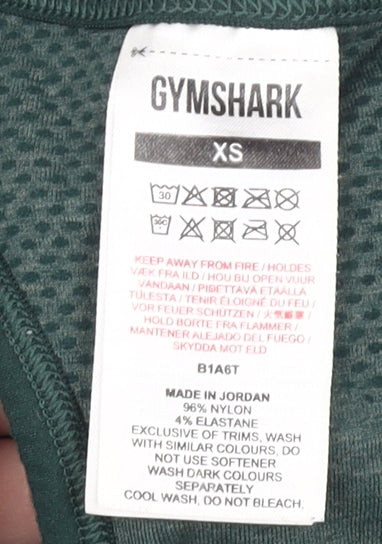 GYMSHARK
XS
30
30C
KEEP AWAY FROM FIRE / HOLDES
VÆK FRA ILD / HOU BIJ OPEN VUUR
VANDAAN / PIDETTÄVÄ ETÄÄLLÄ
TULESTA / TENIR ÉLOIGNÉ DU FEU /
VOR FEUER SCHÜTZEN / 火気厳禁 /
HOLD BORTE FRA FLAMMER /
MANTENER ALEJADO DEL FUEGO /
SKYDDA MOT ELD
B1A6T
MADE IN JORDAN
96% NYLON
4% ELASTANE
EXCLUSIVE OF TRIMS, WASH
WITH SIMILAR COLOURS, DO
NOT USE SOFTENER
WASH DARK COLOURS
SEPARATELY
COOL WASH, DO NOT BLEACH,